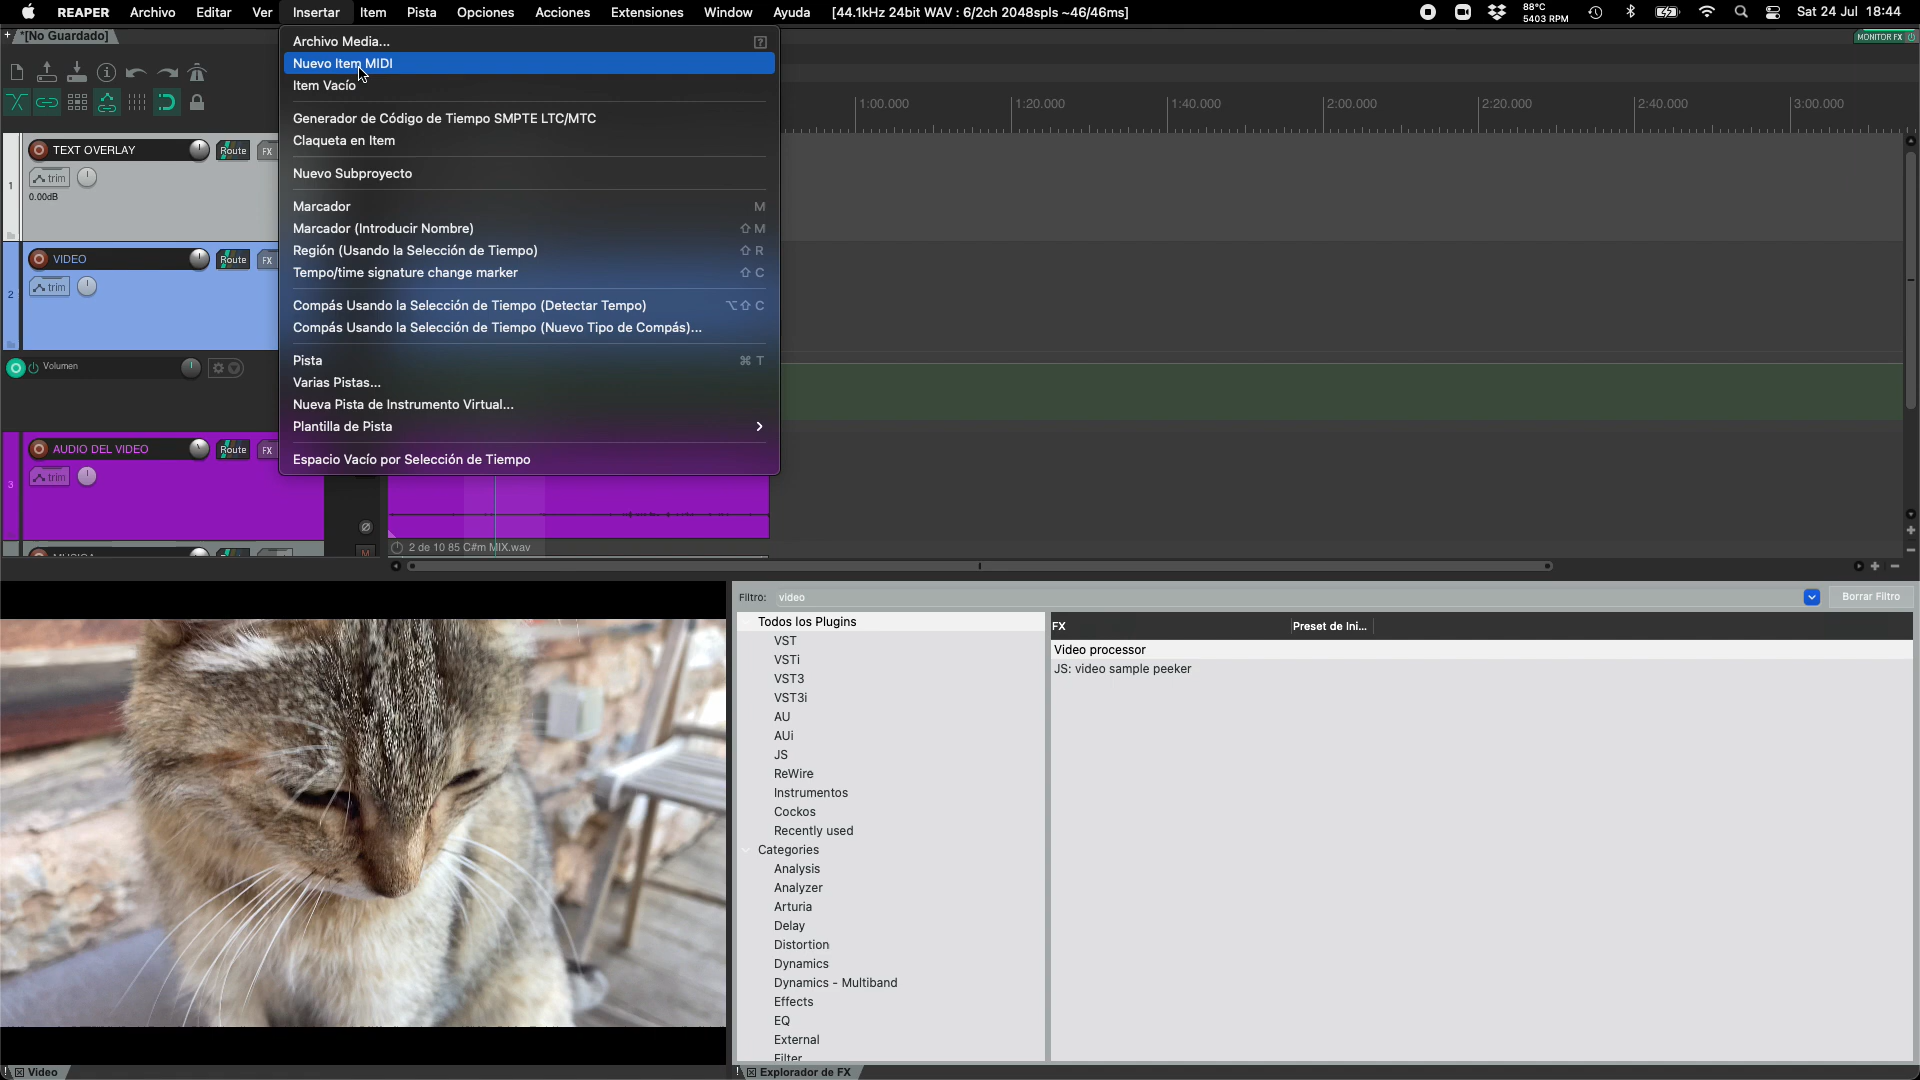 REAPER Archivo Editar Ver Insertar Item Pista Opciones Acciones Extensiones Window Ayuda [44.1kHz 24bit WAV : 6/2ch 2048spls ~46/46ms] 88°C 5403 RPM Sat 24 Jul 18:44
+ *[No Guardado]
MONITOR FX
Archivo Media...
Nuevo Item MIDI
Item Vacío
Generador de Código de Tiempo SMPTE LTC/MTC
Claqueta en Item
Nuevo Subproyecto
Marcador M
Marcador (Introducir Nombre) ⇧ M
Región (Usando la Selección de Tiempo) ⇧ R
Tempo/time signature change marker ⇧ C
Compás Usando la Selección de Tiempo (Detectar Tempo) ⌥⇧ C
Compás Usando la Selección de Tiempo (Nuevo Tipo de Compás)...
Pista ⌘ T
Varias Pistas...
Nueva Pista de Instrumento Virtual...
Plantilla de Pista
Espacio Vacío por Selección de Tiempo
1:00.000 1:20.000 1:40.000 2:00.000 2:20.000 2:40.000 3:00.000
1 TEXT OVERLAY Route FX
trim
0.00dB
2 VIDEO Route FX
trim
Volumen
3 AUDIO DEL VIDEO Route FX
trim
2 de 10 85 C#m MIX.wav
M
Filtro: video Borrar Filtro
Todos los Plugins
VST
VSTi
VST3
VST3i
AU
AUi
JS
ReWire
Instrumentos
Cockos
Recently used
Categories
Analysis
Analyzer
Arturia
Delay
Distortion
Dynamics
Dynamics - Multiband
Effects
EQ
External
Filter
FX Preset de Ini...
Video processor
JS: video sample peeker
! Video
! Explorador de FX